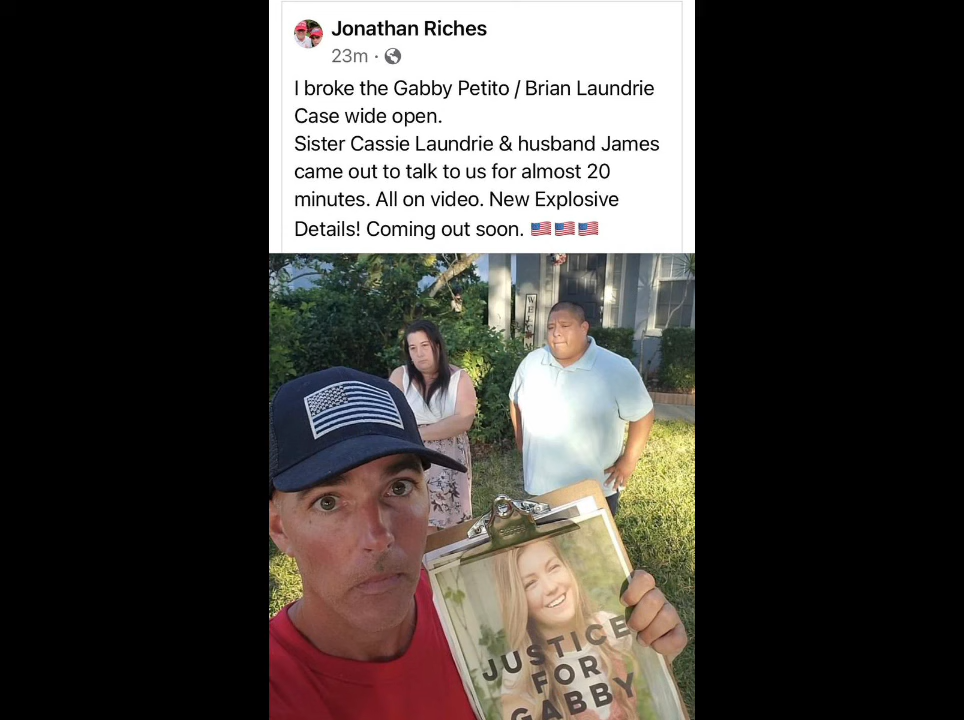 Jonathan Riches
23m ·
I broke the Gabby Petito / Brian Laundrie
Case wide open.
Sister Cassie Laundrie & husband James
came out to talk to us for almost 20
minutes. All on video. New Explosive
Details! Coming out soon. 🇺🇸🇺🇸🇺🇸
JUSTICE
FOR
GABBY